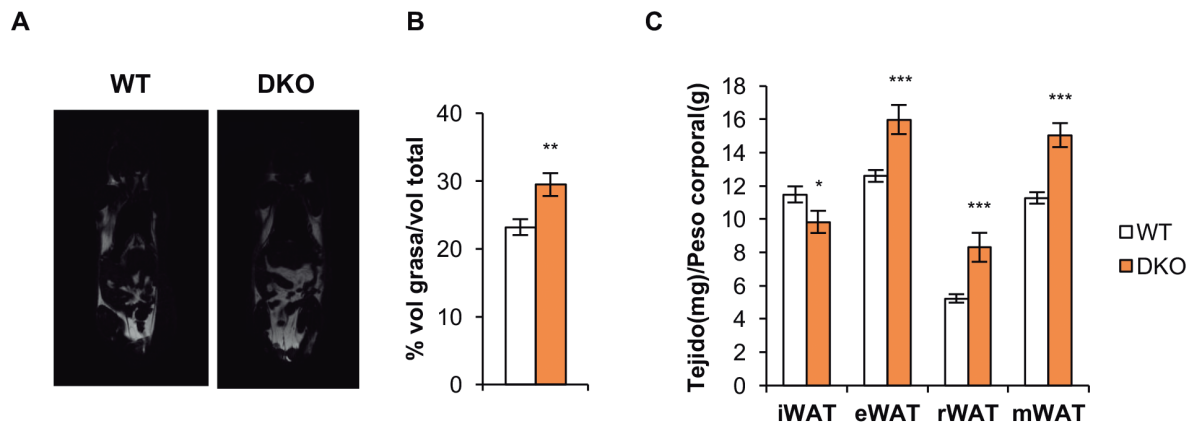 A
WT
DKO
B
% vol grasa/vol total
40
30
20
10
0
**
C
Tejido(mg)/Peso corporal(g)
18
16
14
12
10
8
6
4
2
0
*
***
***
***
iWAT eWAT rWAT mWAT
WT
DKO